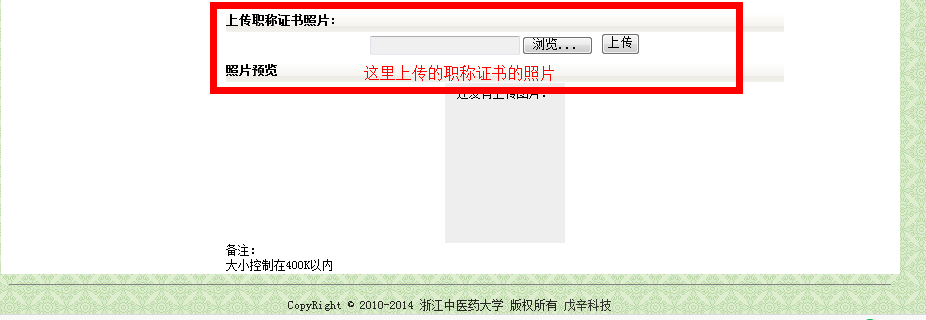 上传职称证书照片:
浏览... 上传
照片预览 这里上传的职称证书的照片
备注:
大小控制在400K以内
CopyRight © 2010-2014 浙江中医药大学 版权所有 戊辛科技